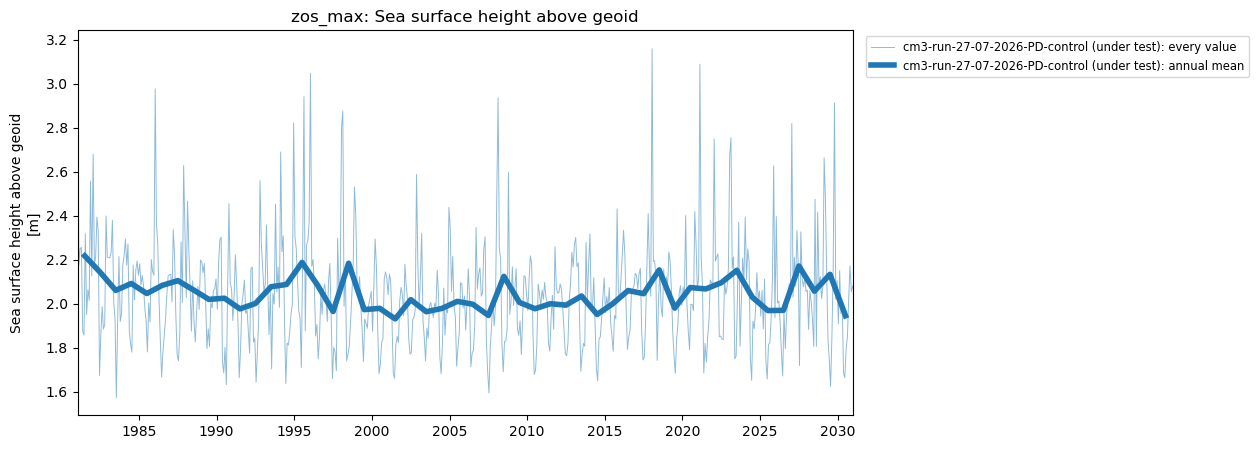 zos_max: Sea surface height above geoid
Sea surface height above geoid
[m]
3.2
3.0
2.8
2.6
2.4
2.2
2.0
1.8
1.6
1985 1990 1995 2000 2005 2010 2015 2020 2025 2030
cm3-run-27-07-2026-PD-control (under test): every value
cm3-run-27-07-2026-PD-control (under test): annual mean